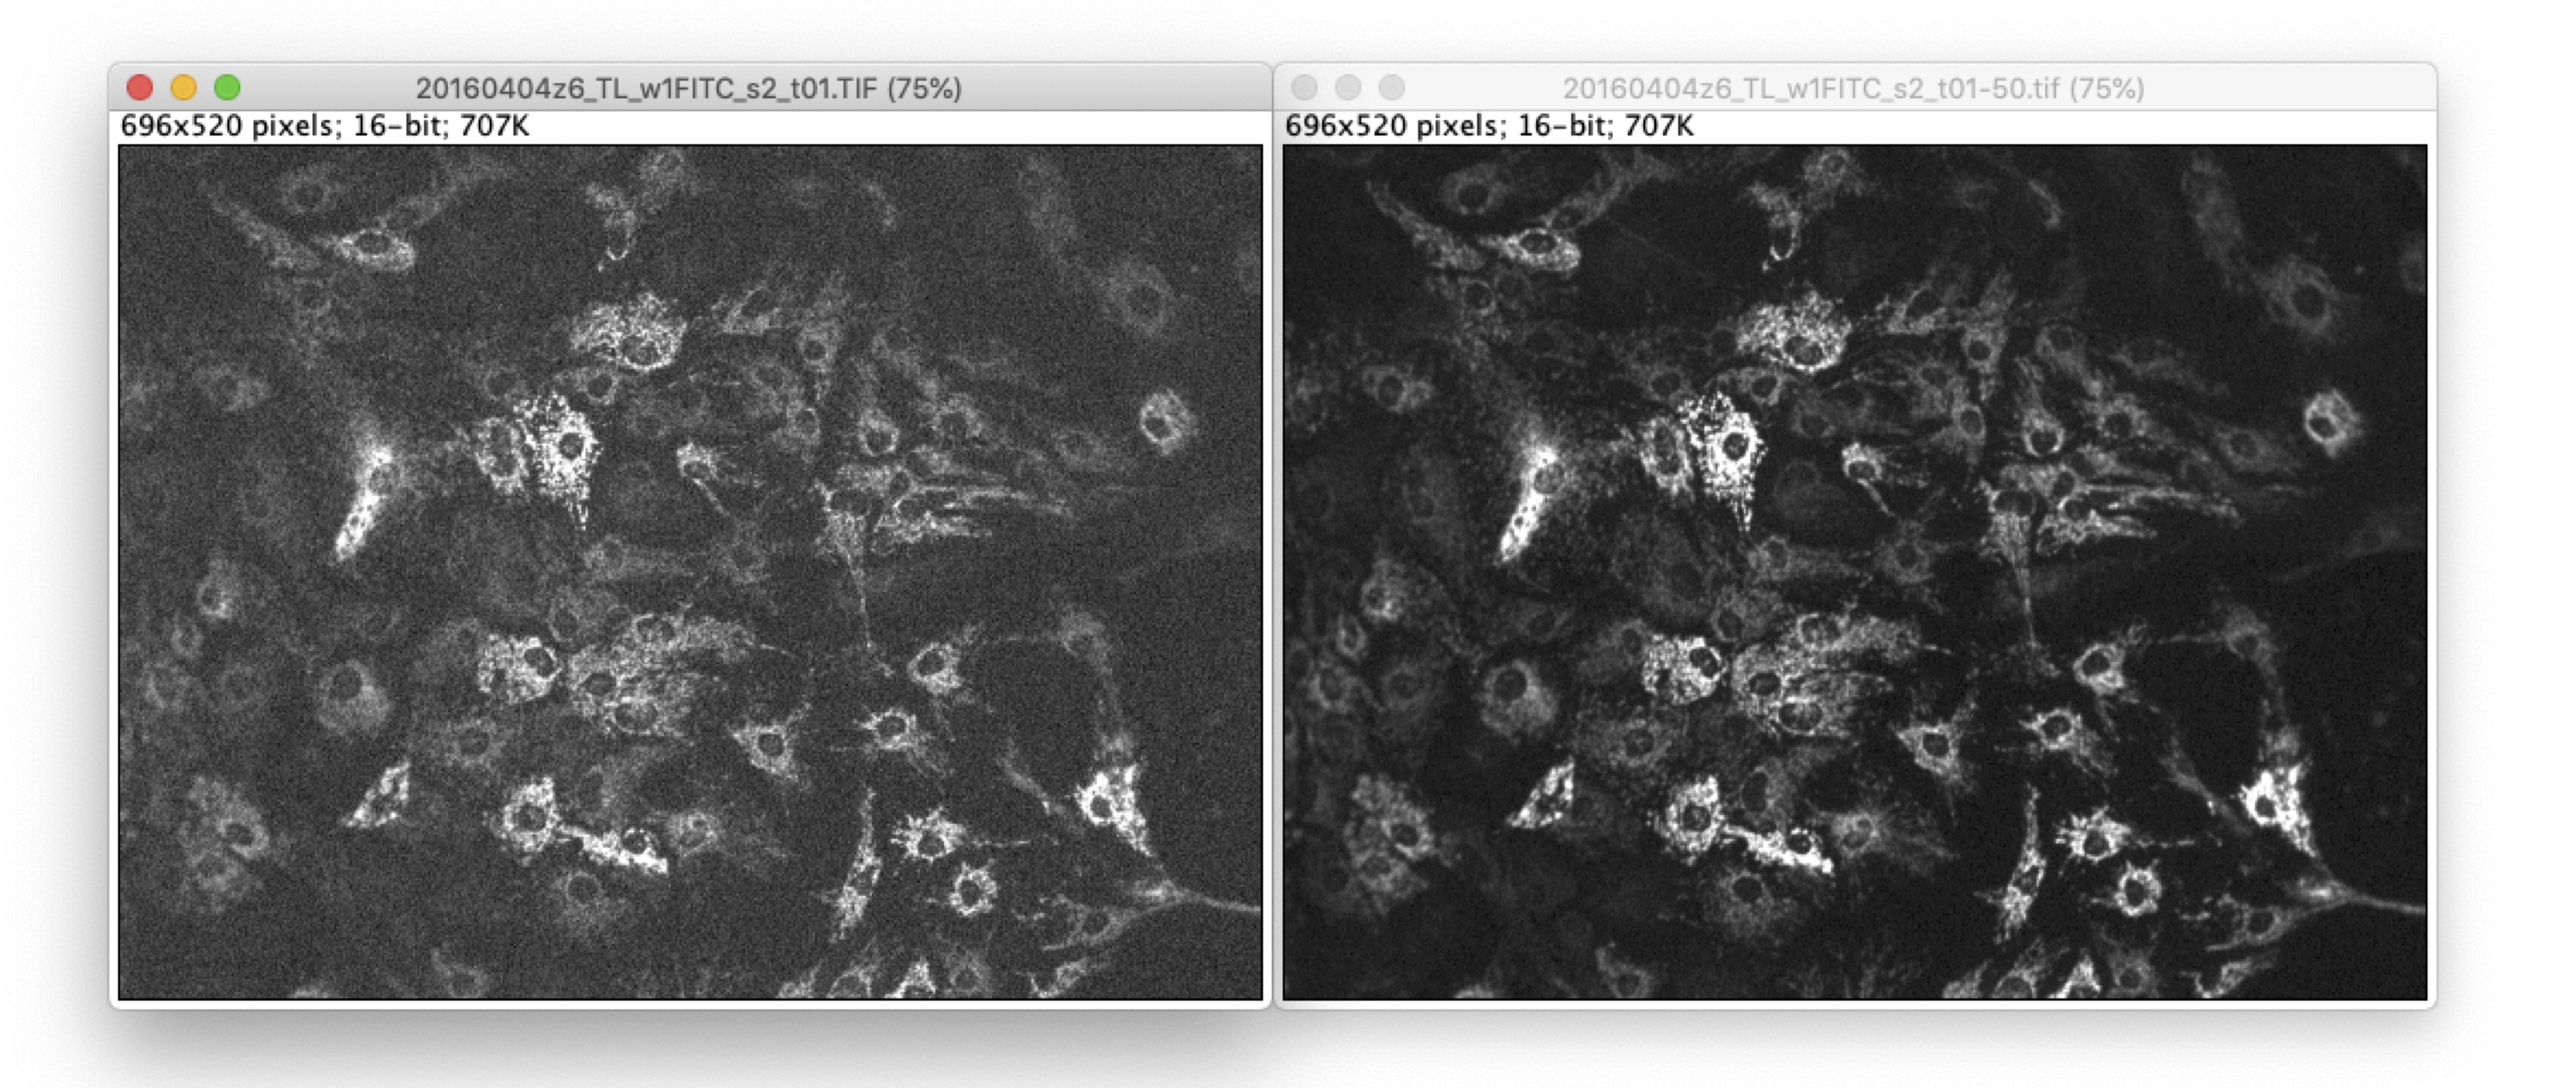 20160404z6_TL_w1FITC_s2_t01.TIF (75%)
696x520 pixels; 16-bit; 707K
20160404z6_TL_w1FITC_s2_t01-50.tif (75%)
696x520 pixels; 16-bit; 707K